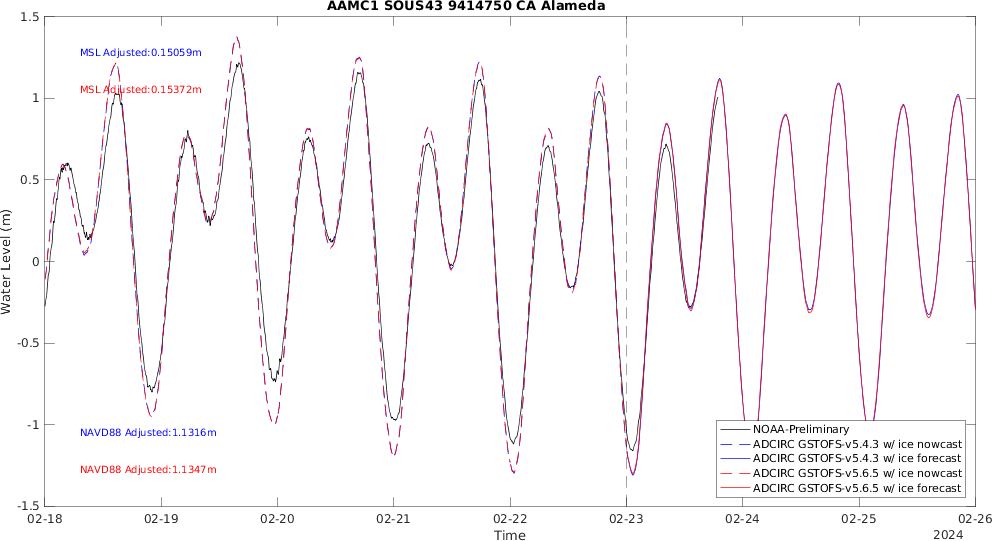 AAMC1 SOUS43 9414750 CA Alameda
1.5
1
0.5
0
-0.5
-1
-1.5
Water Level (m)
MSL Adjusted:0.15059m
MSL Adjusted:0.15372m
NAVD88 Adjusted:1.1316m
NAVD88 Adjusted:1.1347m
NOAA-Preliminary
ADCIRC GSTOFS-v5.4.3 w/ ice nowcast
ADCIRC GSTOFS-v5.4.3 w/ ice forecast
ADCIRC GSTOFS-v5.6.5 w/ ice nowcast
ADCIRC GSTOFS-v5.6.5 w/ ice forecast
02-18 02-19 02-20 02-21 02-22 02-23 02-24 02-25 02-26
Time
2024